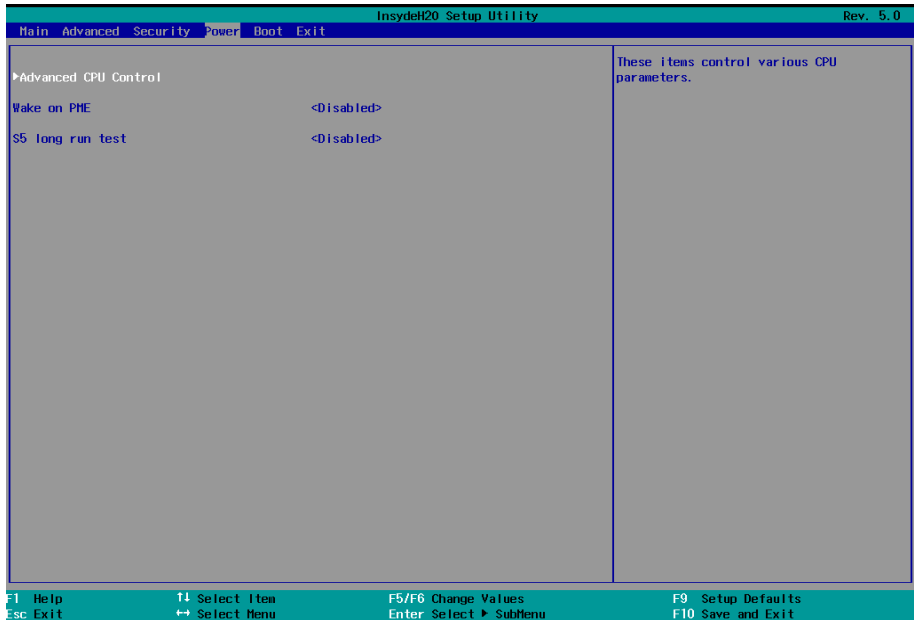 InsydeH20 Setup Utility Rev. 5.0
Main Advanced Security Power Boot Exit
▶Advanced CPU Control
Wake on PME <Disabled>
S5 long run test <Disabled>
These items control various CPU
parameters.
F1 Help ↑↓ Select Item F5/F6 Change Values F9 Setup Defaults
Esc Exit ↔ Select Menu Enter Select ▶ SubMenu F10 Save and Exit